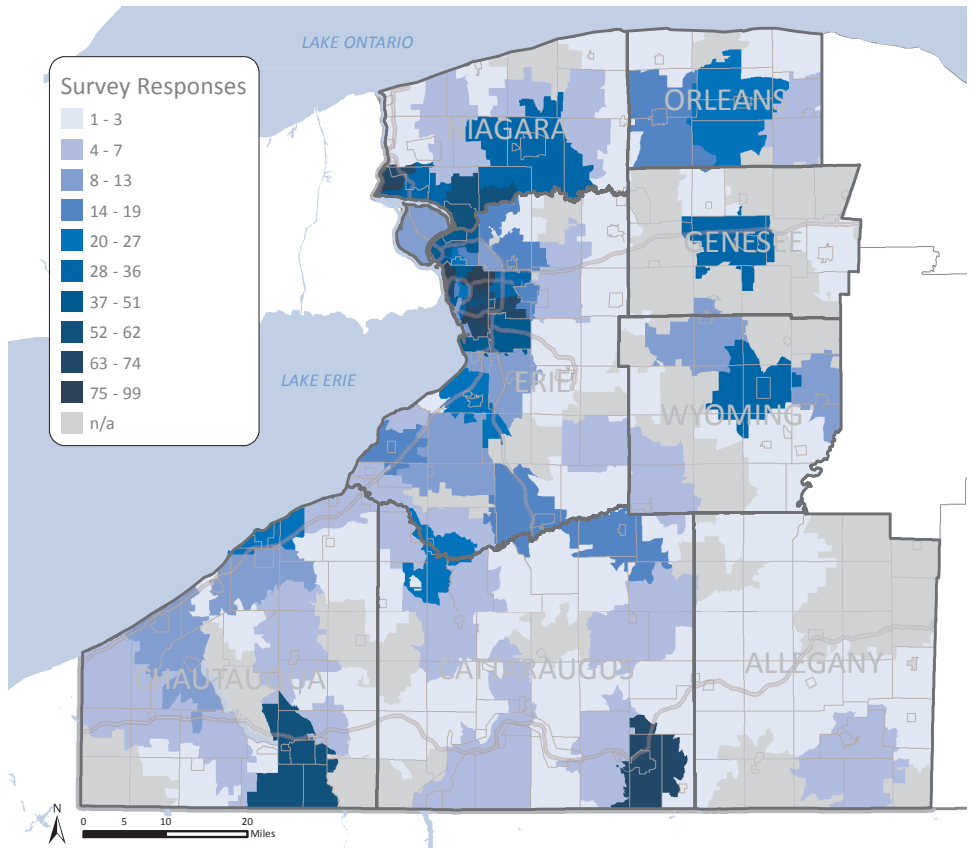 LAKE ONTARIO
Survey Responses
1 - 3
4 - 7
8 - 13
14 - 19
20 - 27
28 - 36
37 - 51
52 - 62
63 - 74
75 - 99
n/a
ORLEANS
NIAGARA
GENESEE
LAKE ERIE
ERIE
WYOMING
CHAUTAUQUA
CATTARAUGUS
ALLEGANY
N
0 5 10 20
Miles